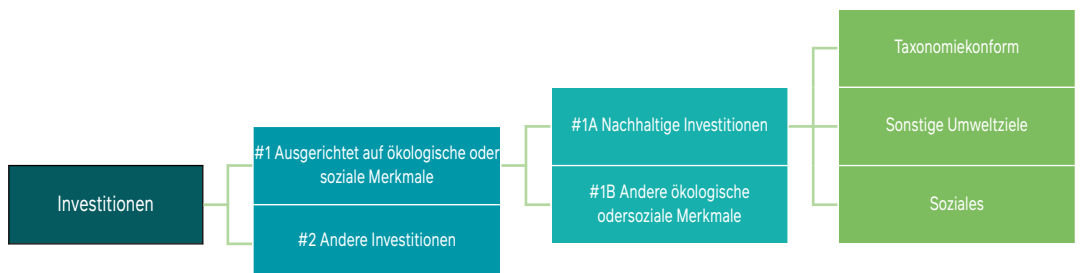 Investitionen
#1 Ausgerichtet auf ökologische oder
soziale Merkmale
#2 Andere Investitionen
#1A Nachhaltige Investitionen
#1B Andere ökologische
odersoziale Merkmale
Taxonomiekonform
Sonstige Umweltziele
Soziales